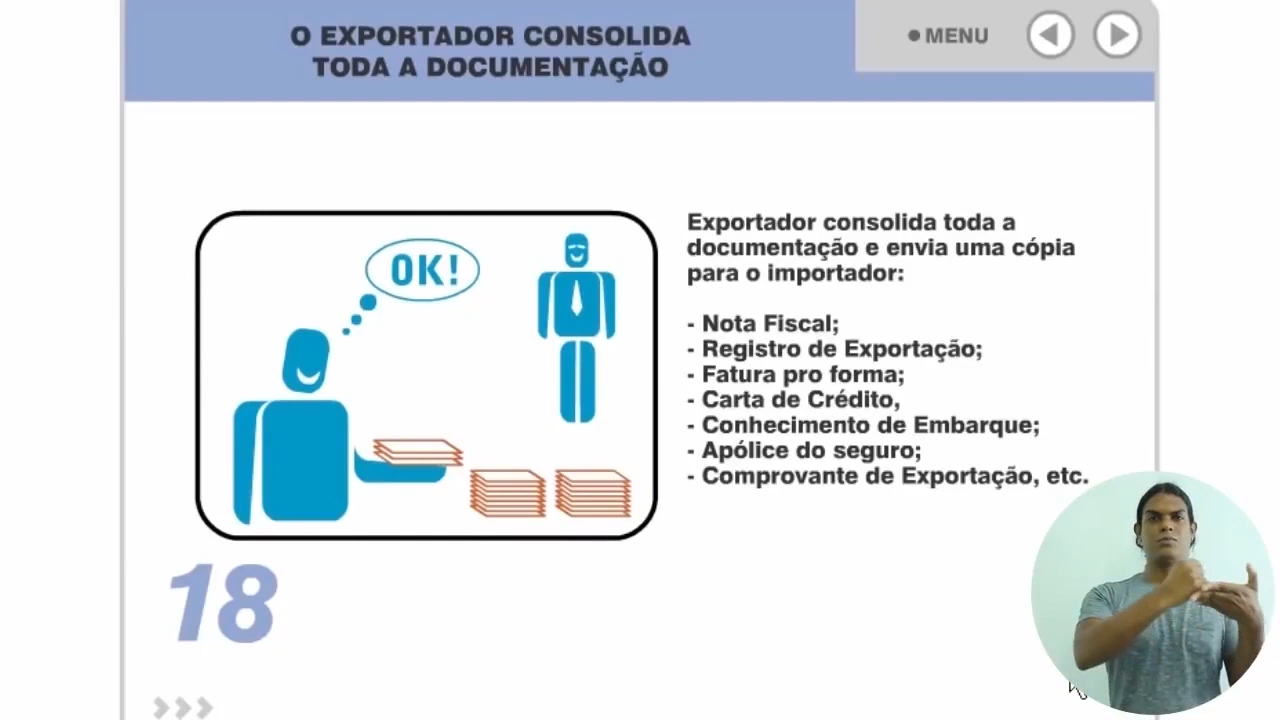 O EXPORTADOR CONSOLIDA
TODA A DOCUMENTAÇÃO
MENU
OK!
Exportador consolida toda a
documentação e envia uma cópia
para o importador:
- Nota Fiscal;
- Registro de Exportação;
- Fatura pro forma;
- Carta de Crédito,
- Conhecimento de Embarque;
- Apólice do seguro;
- Comprovante de Exportação, etc.
18